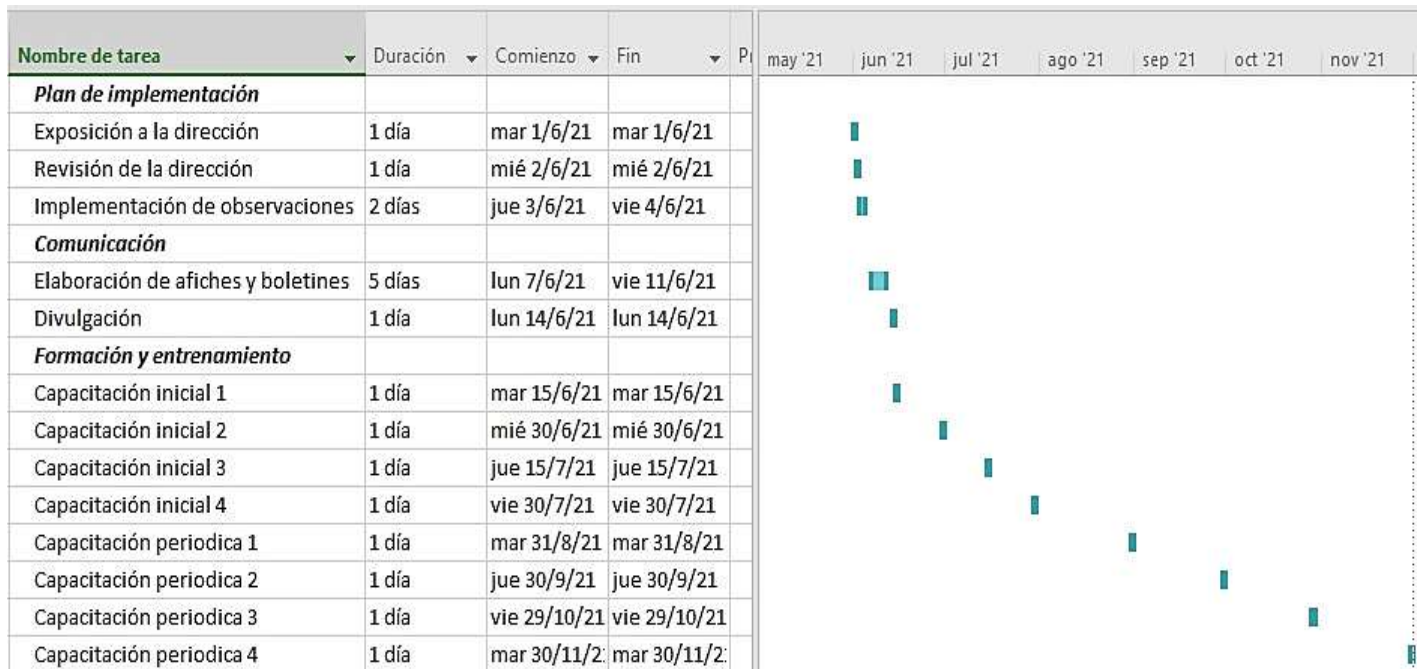 Nombre de tarea Duración Comienzo Fin may '21 jun '21 jul '21 ago '21 sep '21 oct '21 nov '21
Plan de implementación
Exposición a la dirección 1 día mar 1/6/21 mar 1/6/21
Revisión de la dirección 1 día mié 2/6/21 mié 2/6/21
Implementación de observaciones 2 días jue 3/6/21 vie 4/6/21
Comunicación
Elaboración de afiches y boletines 5 días lun 7/6/21 vie 11/6/21
Divulgación 1 día lun 14/6/21 lun 14/6/21
Formación y entrenamiento
Capacitación inicial 1 1 día mar 15/6/21 mar 15/6/21
Capacitación inicial 2 1 día mié 30/6/21 mié 30/6/21
Capacitación inicial 3 1 día jue 15/7/21 jue 15/7/21
Capacitación inicial 4 1 día vie 30/7/21 vie 30/7/21
Capacitación periodica 1 1 día mar 31/8/21 mar 31/8/21
Capacitación periodica 2 1 día jue 30/9/21 jue 30/9/21
Capacitación periodica 3 1 día vie 29/10/21 vie 29/10/21
Capacitación periodica 4 1 día mar 30/11/2 mar 30/11/2